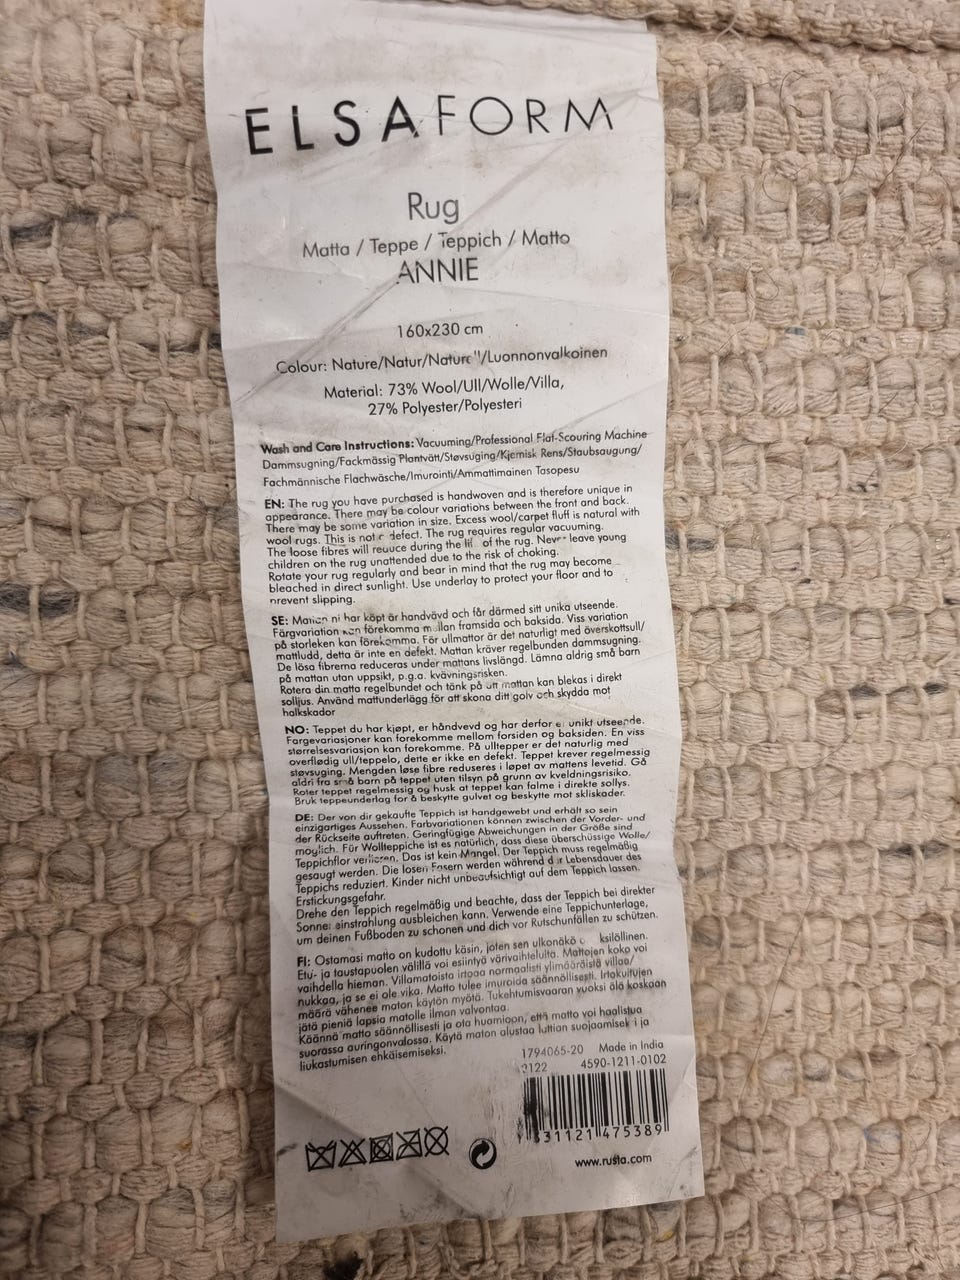 ELSAFORM
Rug
Matta / Teppe / Teppich / Matto
ANNIE
160x230 cm
Colour: Nature/Natur/Luonnonvalkoinen
Material: 73% Wool/Ull/Wolle/Villa,
27% Polyester/Polyesteri
Wash and Care Instructions: Vacuuming/Professional Flat-Scouring Machine
Dammsugning/Fackmässig Plantvätt/Støvsuging/Kjemisk Rens/Staubsaugung/
Fachmännische Flachwäsche/Imurointi/Ammattimainen Tasopesu
EN: The rug you have purchased is handwoven and is therefore unique in
appearance. There may be colour variations between the front and back.
There may be some variation in size. Excess wool/carpet fluff is natural with
wool rugs. This is not defect. The rug requires regular vacuuming.
The loose fibres will reduce during the of the rug. Never leave young
children on the rug unattended due to the risk of choking.
Rotate your rug regularly and bear in mind that the rug may become
bleached in direct sunlight. Use underlay to protect your floor and to
prevent slipping.
SE: Mattan ni har köpt är handvävd och får därmed sitt unika utseende.
Färgvariation kan förekomma mellan framsida och baksida. Viss variation
på storleken kan förekomma. För ullmattor är det naturligt med överskottsull/
mattludd, detta är inte en defekt. Mattan kräver regelbunden dammsugning.
De lösa fibrerna reduceras under mattans livslängd. Lämna aldrig små barn
på mattan utan uppsikt, p.g.a. kvävningsrisken.
Rotera din matta regelbundet och tänk på att mattan kan blekas i direkt
solljus. Använd mattunderlägg för att skona ditt golv och skydda mot
halkskador
NO: Teppet du har kjøpt, er håndvevd og har derfor et unikt utseende.
Fargevariasjoner kan forekomme mellom forsiden og baksiden. En viss
størrelsesvariasjon kan forekomme. På ulltepper er det naturlig med
overflødig ull/teppelo, dette er ikke en defekt. Teppet krever regelmessig
støvsuging. Mengden løse fibre reduseres i løpet av mattens levetid. Gå
aldri fra små barn på teppet uten tilsyn på grunn av kveldningsrisiko.
Roter teppet regelmessig og husk at teppet kan falme i direkte sollys.
Bruk teppeunderlag for å beskytte gulvet og beskytte mot skliskader.
DE: Der von dir gekaufte Teppich ist handgewebt und erhält so sein
einzigartiges Aussehen. Farbvariationen können zwischen der Vorder- und
der Rückseite auftreten. Geringfügige Abweichungen in der Größe sind
möglich. Für Wollteppiche ist es natürlich, dass diese überschüssige Wolle/
Teppichflor verlieren. Das ist kein Mangel. Der Teppich muss regelmäßig
gesaugt werden. Die losen Fasern werden während der Lebensdauer des
Teppichs reduziert. Kinder nicht unbeaufsichtigt auf dem Teppich lassen.
Erstickungsgefahr.
Drehe den Teppich regelmäßig und beachte, dass der Teppich bei direkter
Sonneneinstrahlung ausbleichen kann. Verwende eine Teppichunterlage,
um deinen Fußboden zu schonen und dich vor Rutschunfällen zu schützen.
FI: Ostamasi matto on kudottu käsin, joten sen ulkonäkö ksilöllinen.
Etu- ja taustapuolen välillä voi esiintyä värivaihteluita. Mattojen koko voi
vaihdella hieman. Villamatoista irtoaa normaalisti ylimääräistä villaa/
nukkaa, ja se ei ole vika. Matto tulee imuroida säännöllisesti. Irtokuitujen
määrä vähenee maton käytön myötä. Tukehtumisvaaran vuoksi älä koskaan
jätä pieniä lapsia matolle ilman valvontaa.
Käännä matto säännöllisesti ja ota huomioon, että matto voi haalistua
suorassa auringonvalossa. Käytä maton alustaa lattian suojaamiseksi ja
liukastumisen ehkäisemiseksi.
1794065-20 Made in India
2122 4590-1211-0102
331121 475389
www.rusta.com